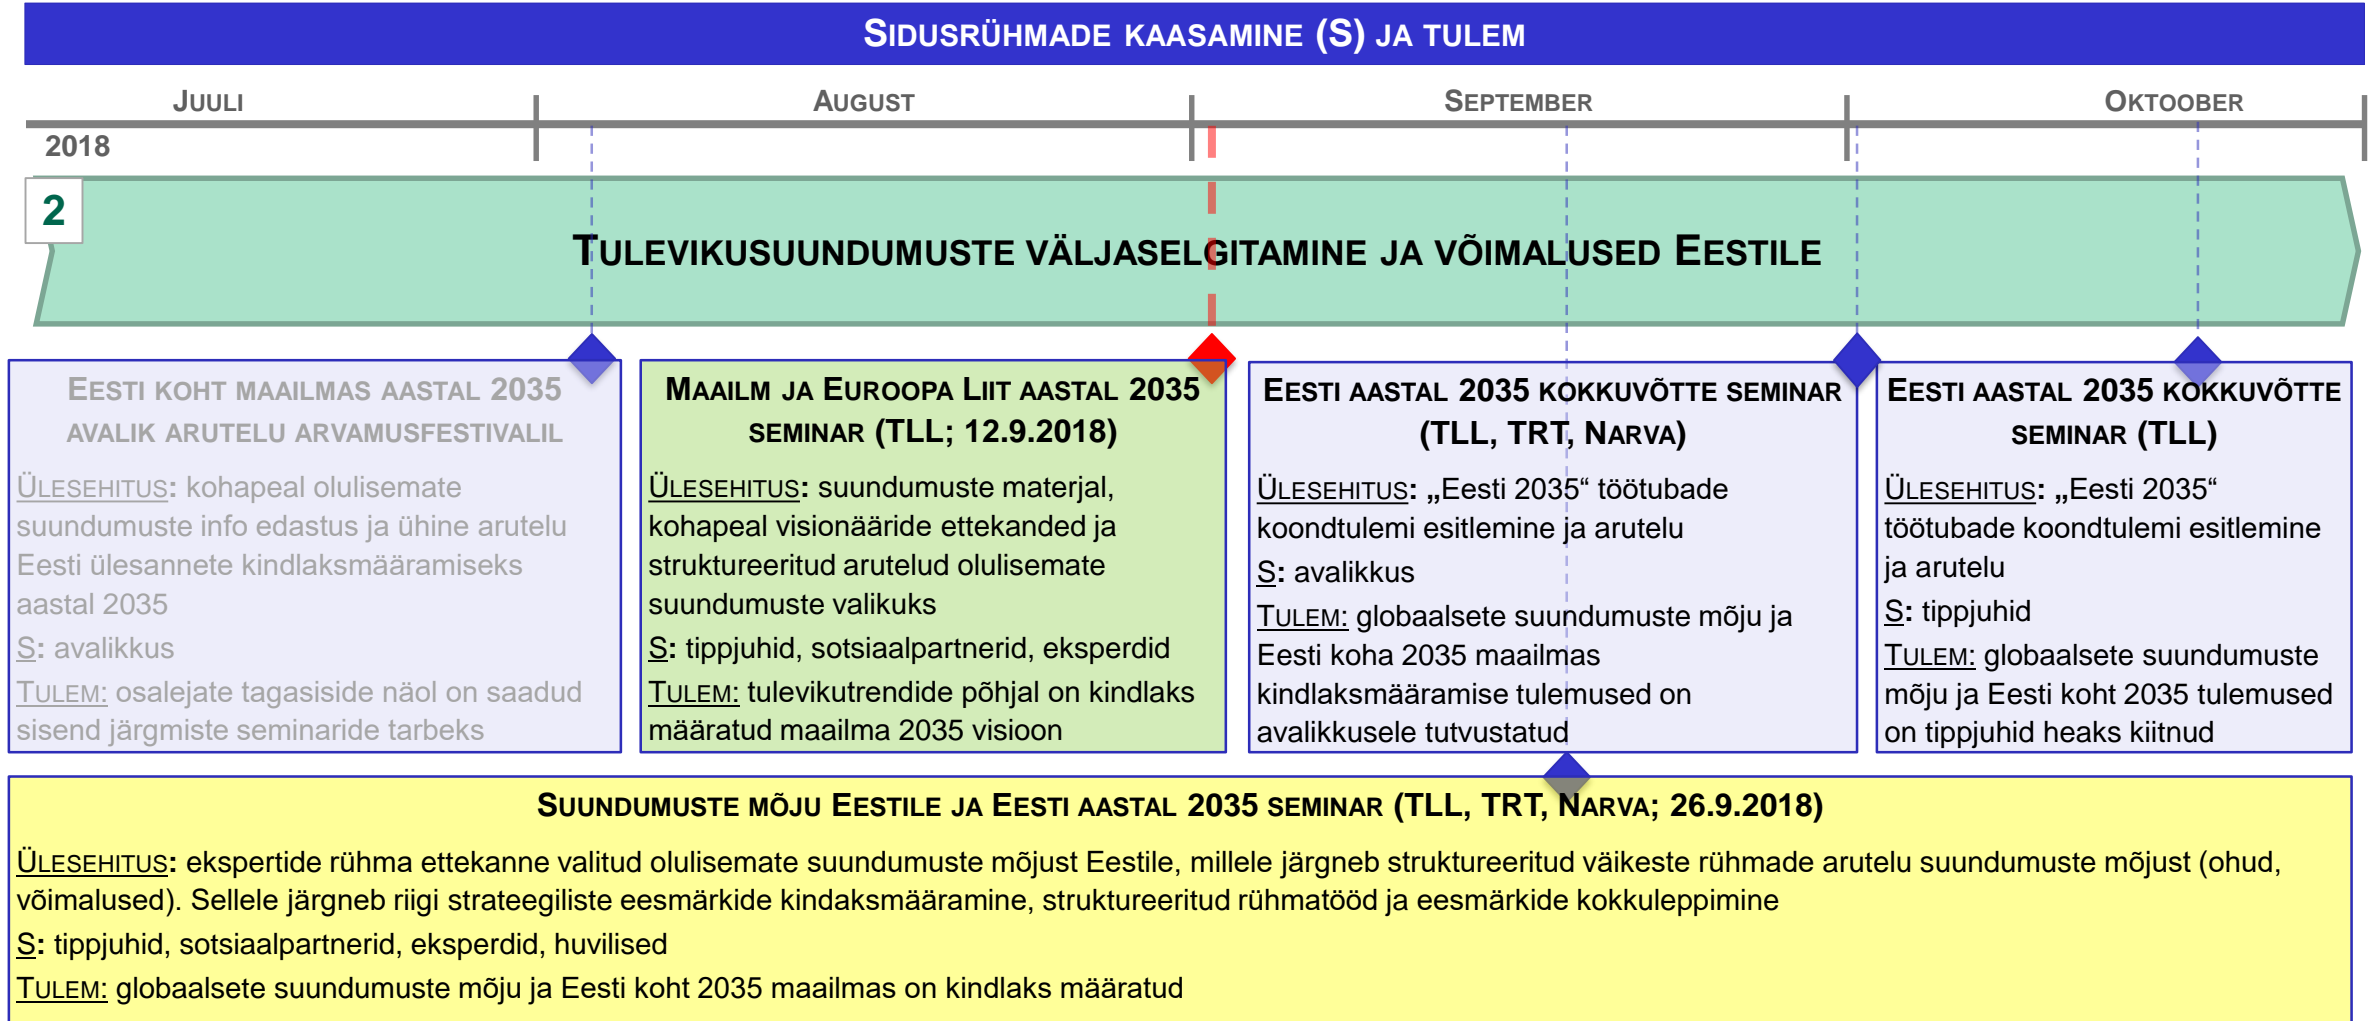 SIDUSRÜHMADE KAASAMINE (S) JA TULEM
JUULI
AUGUST
SEPTEMBER
OKTOOBER
2018
2
TULEVIKUSUUNDUMUSTE VÄLJASELGITAMINE JA VÕIMALUSED EESTILE
EESTI KOHT MAAILMAS AASTAL 2035
AVALIK ARUTELU ARVAMUSFESTIVALIL
ÜLESEHITUS: kohapeal olulisemate
suundumuste info edastus ja ühine arutelu
Eesti ülesannete kindlaksmääramiseks
aastal 2035
S: avalikkus
TULEM: osalejate tagasiside näol on saadud
sisend järgmiste seminaride tarbeks
MAAILM JA EUROOPA LIIT AASTAL 2035
SEMINAR (TLL; 12.9.2018)
ÜLESEHITUS: suundumuste materjal,
kohapeal visionääride ettekanded ja
struktureeritud arutelud olulisemate
suundumuste valikuks
S: tippjuhid, sotsiaalpartnerid, eksperdid
TULEM: tulevikutrendide põhjal on kindlaks
määratud maailma 2035 visioon
EESTI AASTAL 2035 KOKKUVÕTTE SEMINAR
(TLL, TRT, NARVA)
ÜLESEHITUS: „Eesti 2035“ töötubade
koondtulemi esitlemine ja arutelu
S: avalikkus
TULEM: globaalsete suundumuste mõju ja
Eesti koha 2035 maailmas
kindlaksmääramise tulemused on
avalikkusele tutvustatud
EESTI AASTAL 2035 KOKKUVÕTTE
SEMINAR (TLL)
ÜLESEHITUS: „Eesti 2035“
töötubade koondtulemi esitlemine
ja arutelu
S: tippjuhid
TULEM: globaalsete suundumuste
mõju ja Eesti koht 2035 tulemused
on tippjuhid heaks kiitnud
SUUNDUMUSTE MÕJU EESTILE JA EESTI AASTAL 2035 SEMINAR (TLL, TRT, NARVA; 26.9.2018)
ÜLESEHITUS: ekspertide rühma ettekanne valitud olulisemate suundumuste mõjust Eestile, millele järgneb struktureeritud väikeste rühmade arutelu suundumuste mõjust (ohud,
võimalused). Sellele järgneb riigi strateegiliste eesmärkide kindaksmääramine, struktureeritud rühmatööd ja eesmärkide kokkuleppimine
S: tippjuhid, sotsiaalpartnerid, eksperdid, huvilised
TULEM: globaalsete suundumuste mõju ja Eesti koht 2035 maailmas on kindlaks määratud